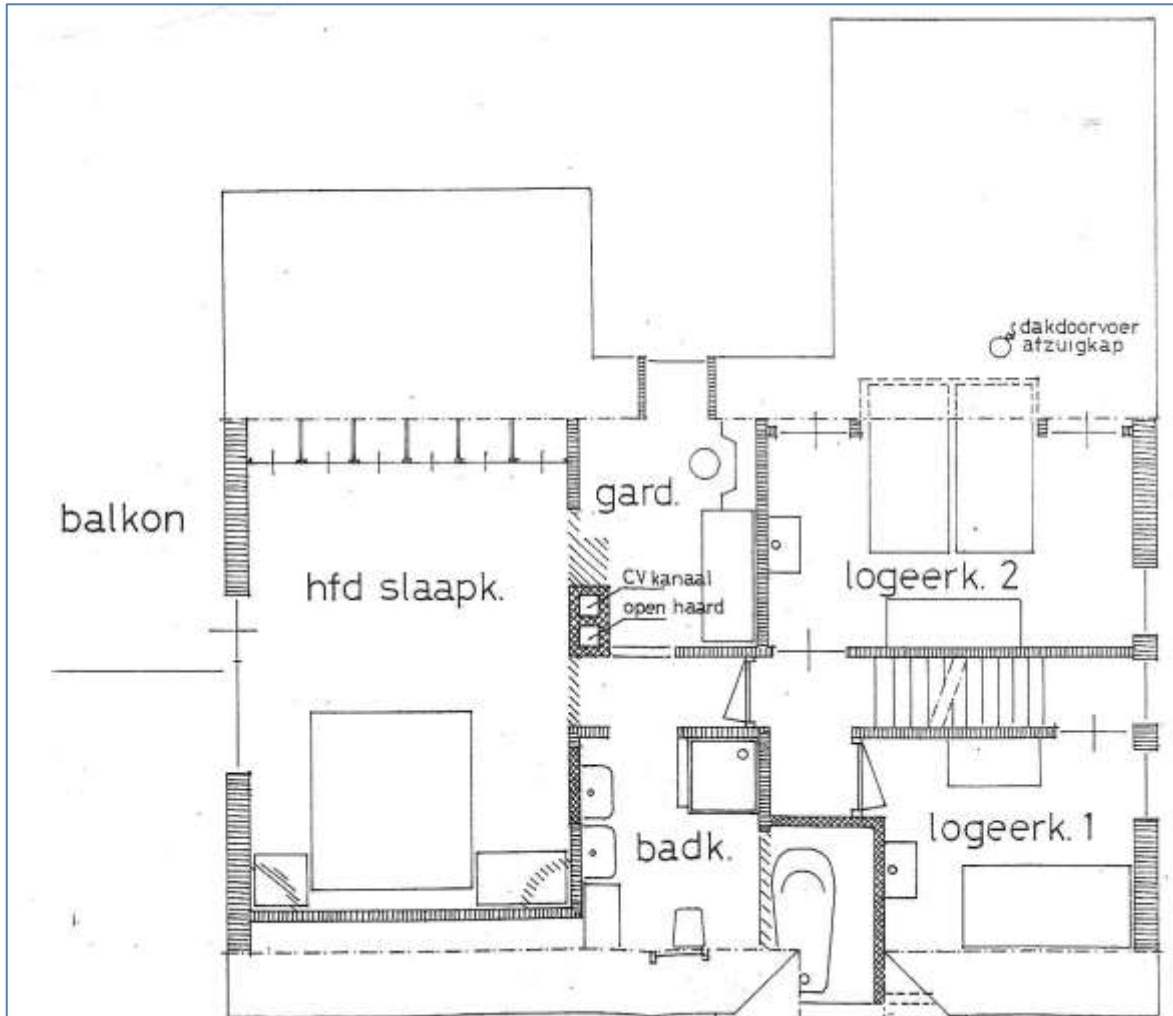 dakdoorvoer
afzuigkap
balkon
gard.
hfd slaapk.
CV kanaal
open haard
logeerk. 2
badk.
logeerk. 1